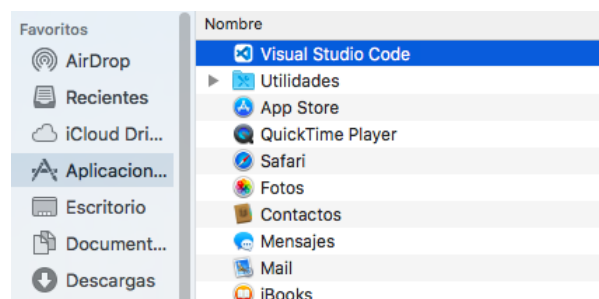 Favoritos
AirDrop
Recientes
iCloud Dri...
Aplicacion...
Escritorio
Document...
Descargas
Nombre
Visual Studio Code
Utilidades
App Store
QuickTime Player
Safari
Fotos
Contactos
Mensajes
Mail
iBooks